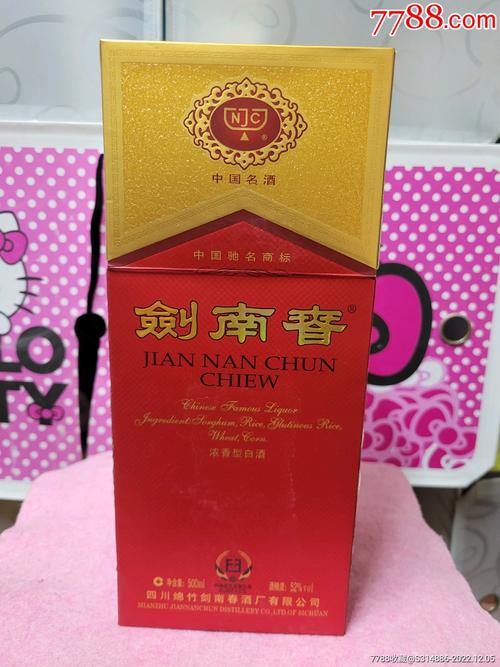 7788.com
NJC
®
中国名酒
中国驰名商标
劍南春®
JIAN NAN CHUN
CHIEW
Chinese Famous Liquor
Ingredient:Sorghum, Rice, Glutinous Rice,
Wheat, Corn.
浓香型白酒
净含量: 500ml 酒精度: 52%vol
四川绵竹剑南春酒厂有限公司
MIANZHU JIANNANCHUN DISTILLERY CO.,LTD.OF SICHUAN
LO
TY
7788收藏@S314886-2022.12.05